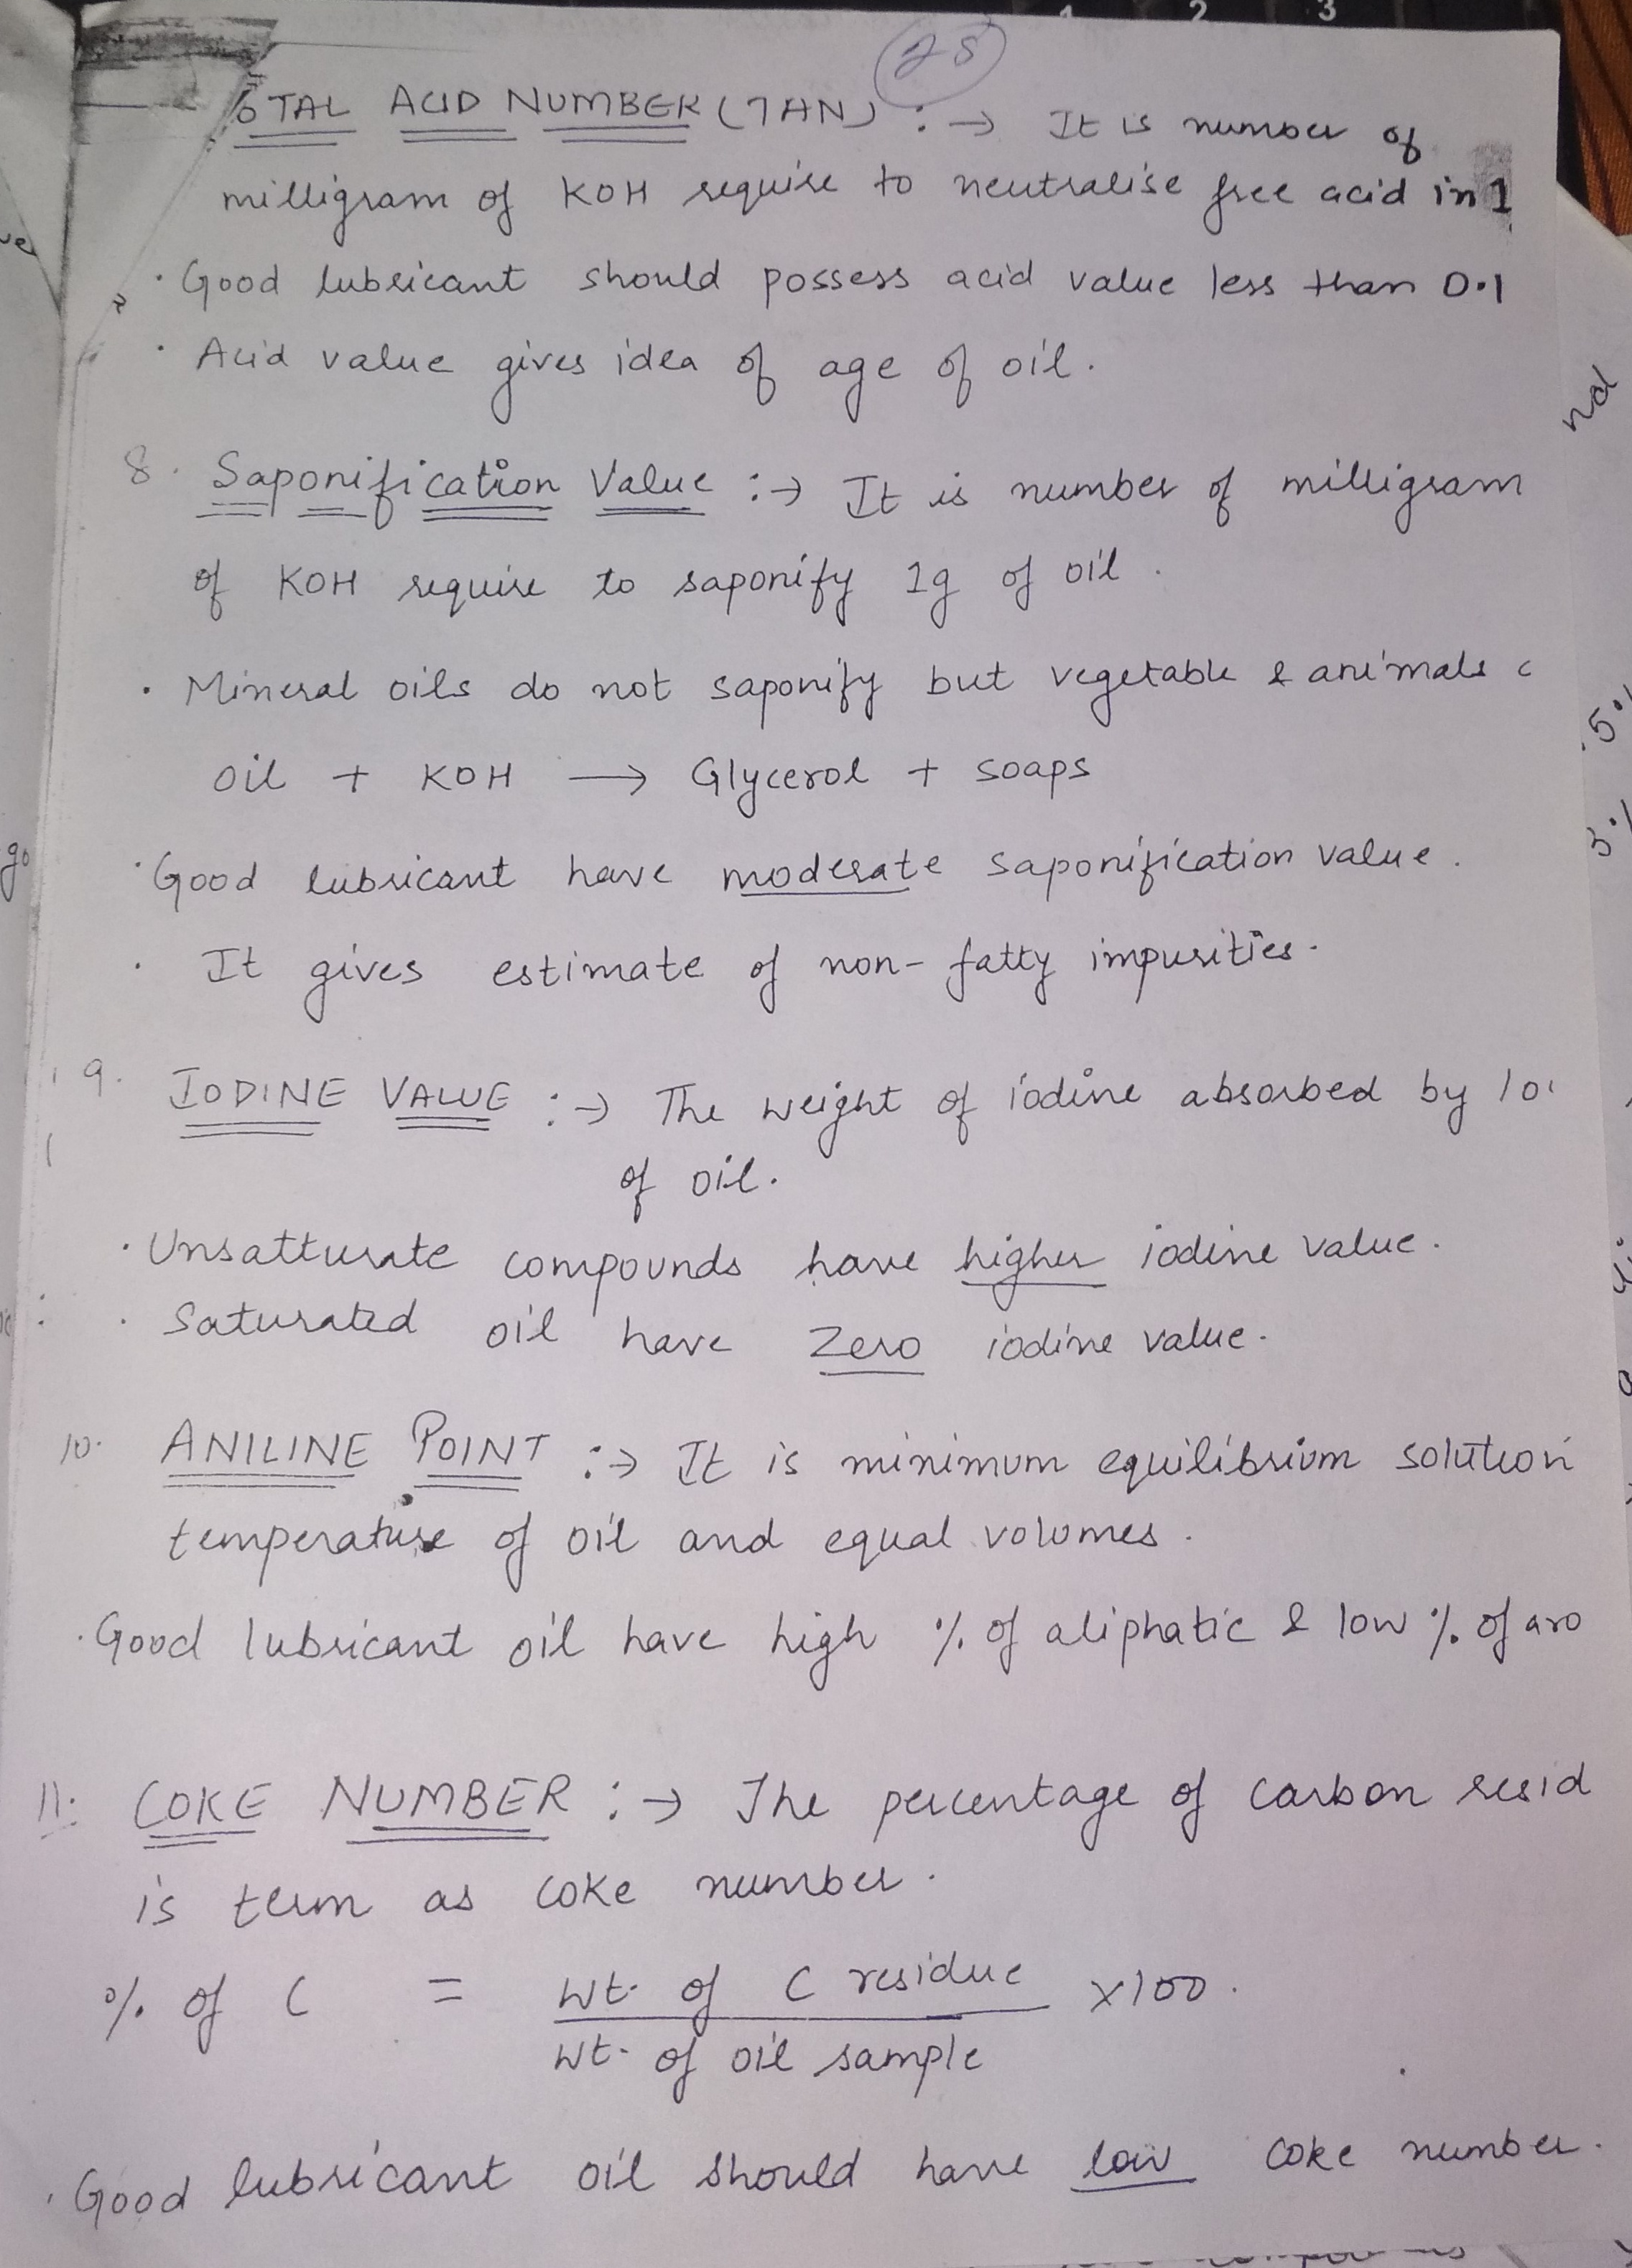 28
OTAL ACID NUMBER (TAN) :→ It is number of
milligram of KOH require to neutralise free acid in 1
· Good lubricant should possess acid value less than 0.1
· Acid value gives idea of age of oil.
8. Saponification Value :→ It is number of milligram
of KOH require to saponify 1g of oil.
· Mineral oils do not saponify but vegetable & animals
oil + KOH → Glycerol + soaps
· Good lubricant have moderate saponification value.
· It gives estimate of non-fatty impurities.
9. IODINE VALUE :→ The weight of iodine absorbed by 10
of oil.
· Unsatturate compounds have higher iodine value.
· Saturated oil have Zero iodine value.
10. ANILINE POINT :→ It is minimum equilibrium solution
temperature of oil and equal volumes.
· Good lubricant oil have high % of aliphatic & low % of aro
11. COKE NUMBER :→ The percentage of carbon resid
is term as coke number.
% of C = Wt. of C residue × 100.
Wt. of oil sample
· Good lubricant oil should have low coke number.
1 2 3
nd
go